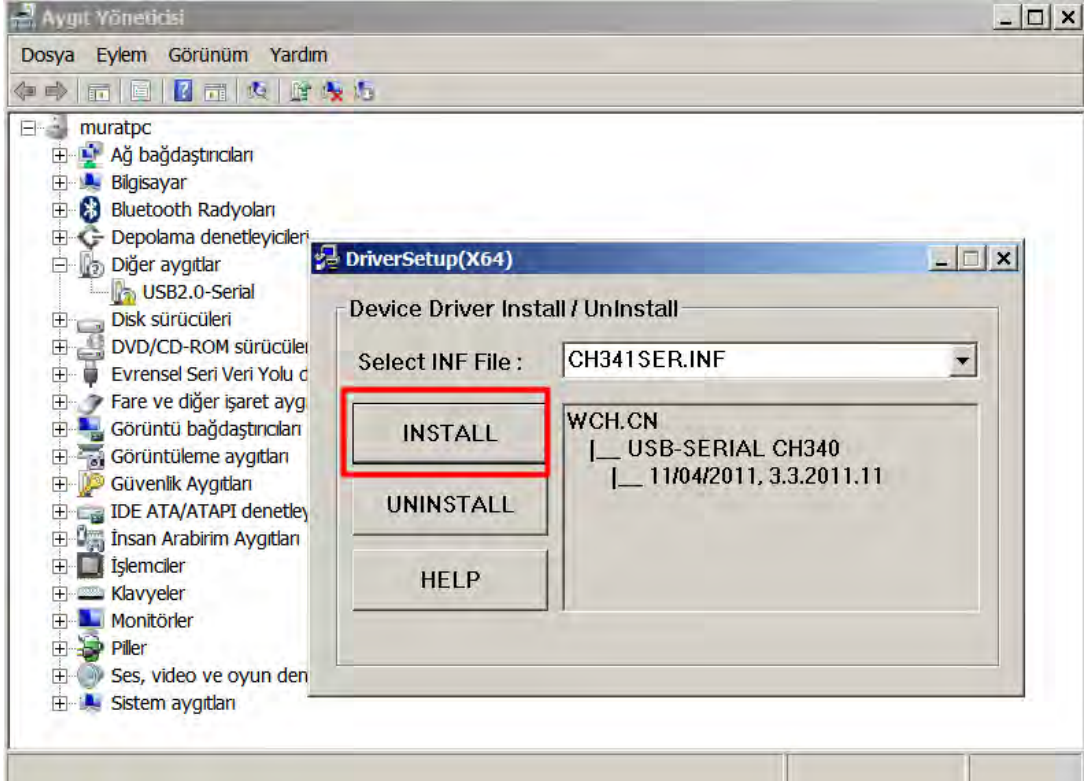 Aygıt Yöneticisi
Dosya Eylem Görünüm Yardım
muratpc
Ağ bağdaştırıcıları
Bilgisayar
Bluetooth Radyoları
Depolama denetleyicileri
Diğer aygıtlar
USB2.0-Serial
Disk sürücüleri
DVD/CD-ROM sürücüler
Evrensel Seri Veri Yolu d
Fare ve diğer işaret ayg
Görüntü bağdaştırıcıları
Görüntüleme aygıtları
Güvenlik Aygıtları
IDE ATA/ATAPI denetley
İnsan Arabirim Aygıtları
İşlemciler
Klavyeler
Monitörler
Piller
Ses, video ve oyun den
Sistem aygıtları
DriverSetup(X64)
Device Driver Install / UnInstall
Select INF File : CH341SER.INF
INSTALL
UNINSTALL
HELP
WCH.CN
|__ USB-SERIAL CH340
|__ 11/04/2011, 3.3.2011.11